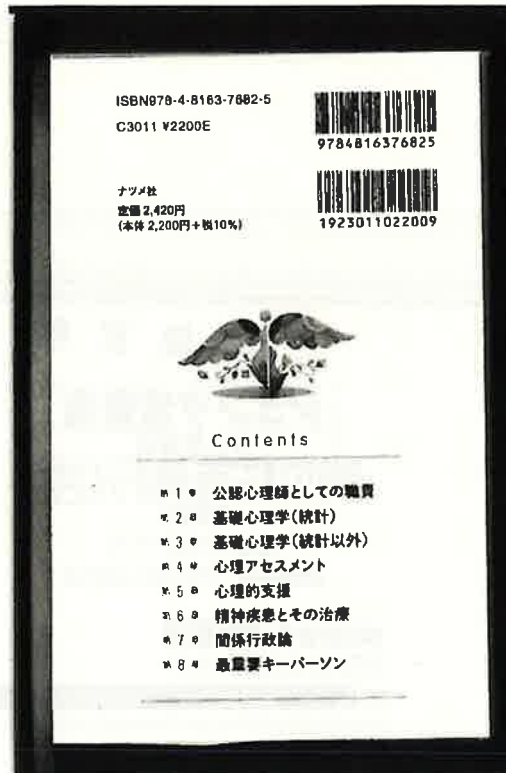 ISBN978-4-8163-7682-5
C3011 ¥2200E
9784816376825
ナツメ社
定価 2,420円
(本体 2,200円+税10%)
1923011022009
Contents
第1章 公認心理師としての職責
第2章 基礎心理学(統計)
第3章 基礎心理学(統計以外)
第4章 心理アセスメント
第5章 心理的支援
第6章 精神疾患とその治療
第7章 関係行政論
第8章 最重要キーパーソン